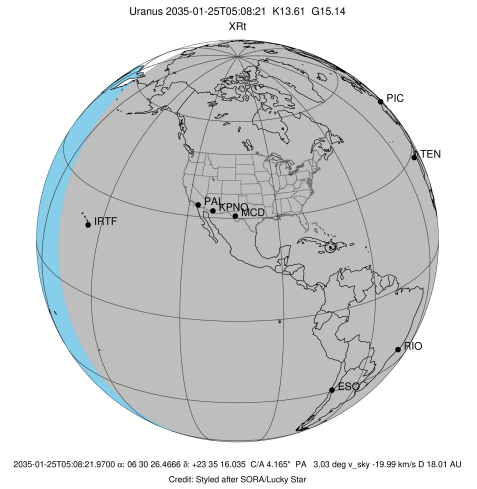 Uranus 2035-01-25T05:08:21 K13.61 G15.14
XRt
PIC
TEN
PAL
KPNO
MCD
IRTF
RIO
ESO
2035-01-25T05:08:21.9700 α: 06 30 26.4666 δ: +23 35 16.035 C/A 4.165" PA 3.03 deg v_sky -19.99 km/s D 18.01 AU
Credit: Styled after SORA/Lucky Star